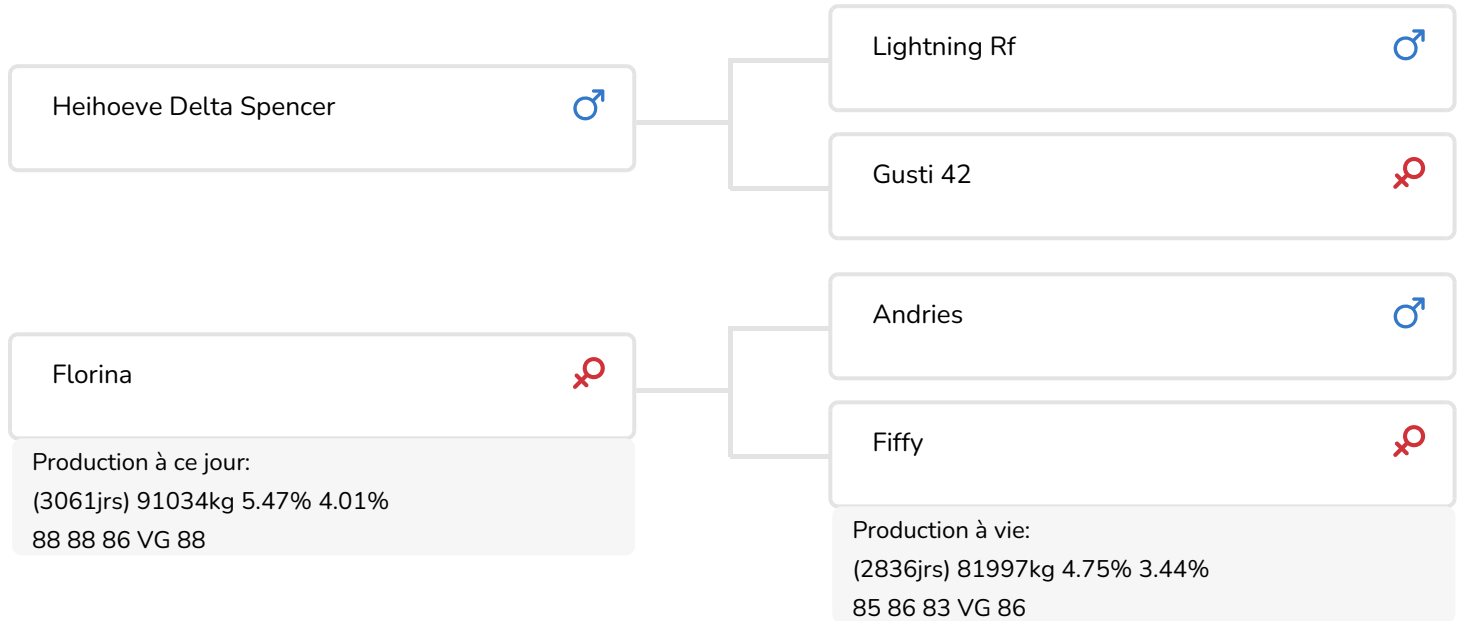 Heihoeve Delta Spencer
Lightning Rf
Gusti 42
Florina
Production à ce jour:
(3061jrs) 91034kg 5.47% 4.01%
88 88 86 VG 88
Andries
Fiffy
Production à vie:
(2836jrs) 81997kg 4.75% 3.44%
85 86 83 VG 86